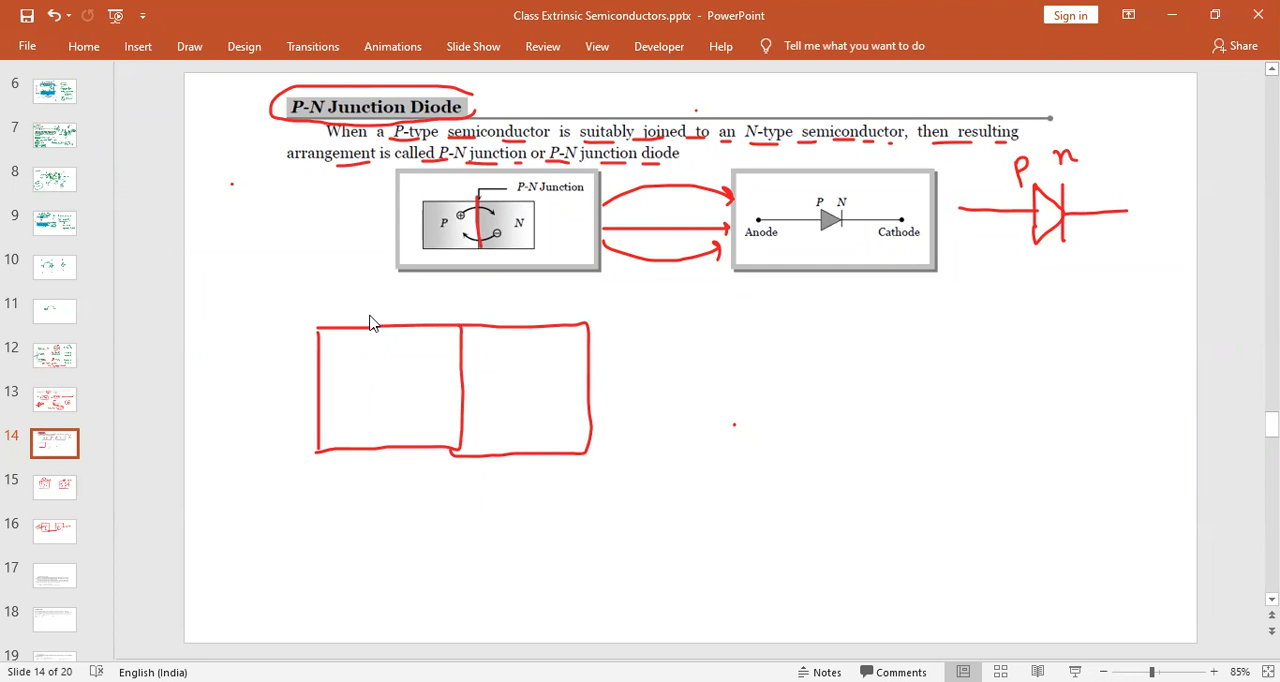 Class Extrinsic Semiconductors.pptx - PowerPoint
Sign in
File Home Insert Draw Design Transitions Animations Slide Show Review View Developer Help Tell me what you want to do Share
6
7
8
9
10
11
12
13
14
15
16
17
18
19
P-N Junction Diode
When a P-type semiconductor is suitably joined to an N-type semiconductor, then resulting
arrangement is called P-N junction or P-N junction diode
P-N Junction
P N
P N
Anode Cathode
P n
Slide 14 of 20 English (India) Notes Comments 85%